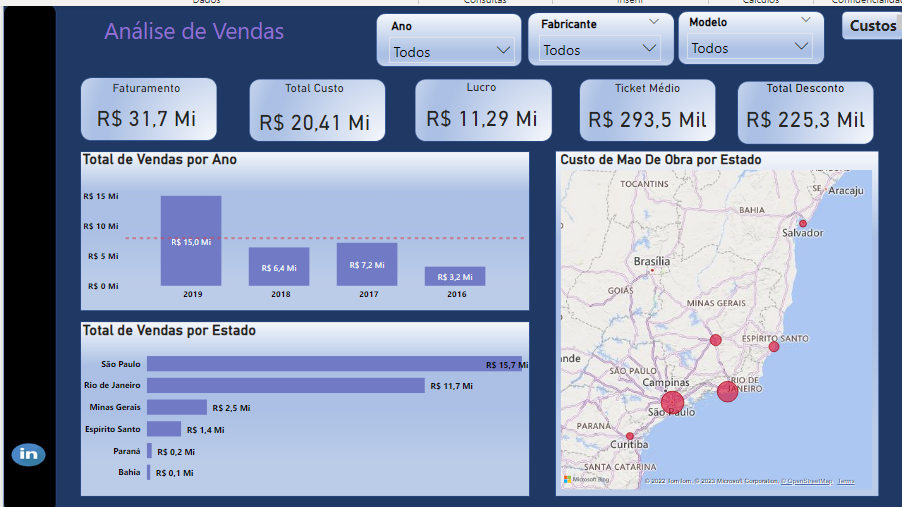 Dados
Consultas
Inserir
Cálculos
Análise de Vendas
Ano
Todos
Fabricante
Todos
Modelo
Todos
Custos
Faturamento
R$ 31,7 Mi
Total Custo
R$ 20,41 Mi
Lucro
R$ 11,29 Mi
Ticket Médio
R$ 293,5 Mil
Total Desconto
R$ 225,3 Mil
Total de Vendas por Ano
R$ 15 Mi
R$ 10 Mi
R$ 5 Mi
R$ 0 Mi
R$ 15,0 Mi
R$ 6,4 Mi
R$ 7,2 Mi
R$ 3,2 Mi
2019
2018
2017
2016
Total de Vendas por Estado
São Paulo
R$ 15,7 Mi
Rio de Janeiro
R$ 11,7 Mi
Minas Gerais
R$ 2,5 Mi
Espírito Santo
R$ 1,4 Mi
Paraná
R$ 0,2 Mi
Bahia
R$ 0,1 Mi
in
Custo de Mao De Obra por Estado
TOCANTINS
SE
Aracaju
BAHIA
Salvador
Brasília
GOIÁS
MINAS GERAIS
ESPÍRITO SANTO
nde
SÃO PAULO
Campinas
RIO DE
JANEIRO
São Paulo
PARANÁ
Curitiba
SANTA CATARINA
Microsoft Bing
© 2022 TomTom, © 2023 Microsoft Corporation, © OpenStreetMap Terms